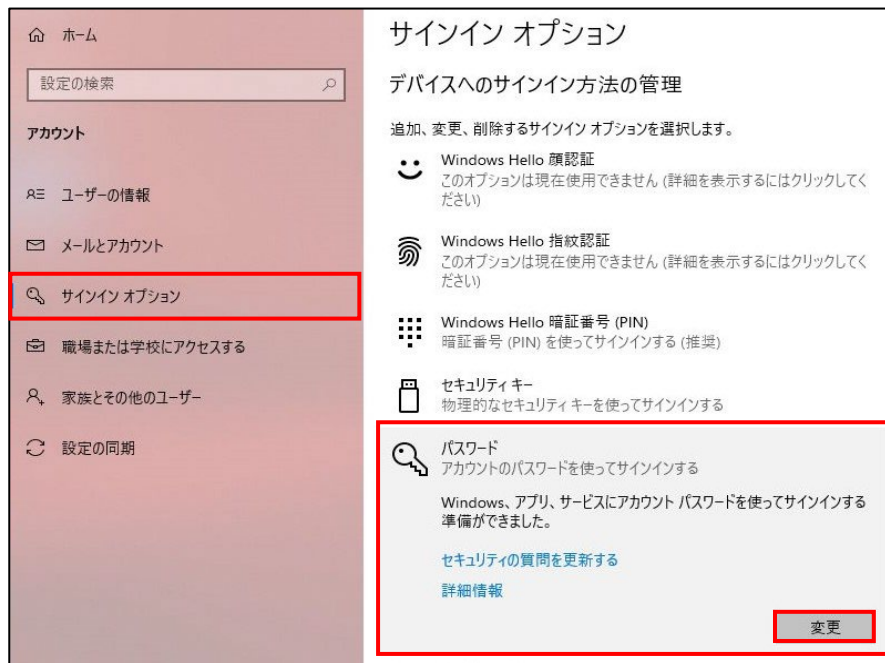 ホーム
設定の検索
アカウント
ユーザーの情報
メールとアカウント
サインイン オプション
職場または学校にアクセスする
家族とその他のユーザー
設定の同期
サインイン オプション
デバイスへのサインイン方法の管理
追加、変更、削除するサインイン オプションを選択します。
Windows Hello 顔認証
このオプションは現在使用できません (詳細を表示するにはクリックしてく
ださい)
Windows Hello 指紋認証
このオプションは現在使用できません (詳細を表示するにはクリックしてく
ださい)
Windows Hello 暗証番号 (PIN)
暗証番号 (PIN) を使ってサインインする (推奨)
セキュリティ キー
物理的なセキュリティ キーを使ってサインインする
パスワード
アカウントのパスワードを使ってサインインする
Windows、アプリ、サービスにアカウント パスワードを使ってサインインする
準備ができました。
セキュリティの質問を更新する
詳細情報
変更